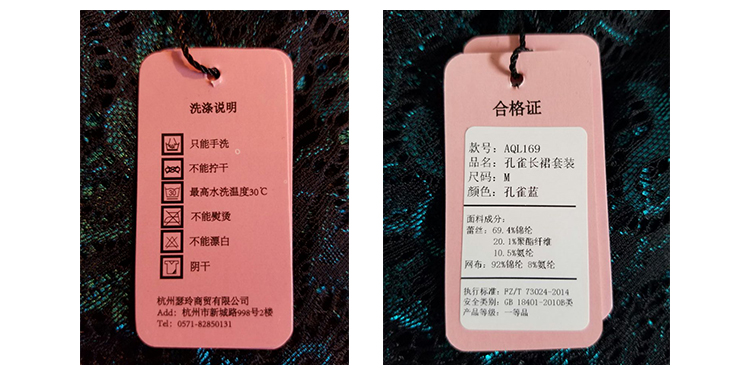 洗涤说明
只能手洗
不能拧干
最高水洗温度30℃
不能熨烫
不能漂白
阴干
杭州瑟玲商贸有限公司
Add: 杭州市新城路998号2楼
Tel: 0571-82850131
合格证
款号: AQL169
品名: 孔雀长裙套装
尺码: M
颜色: 孔雀蓝
面料成分:
蕾丝: 69.4%锦纶
20.1%聚酯纤维
10.5%氨纶
网布: 92%锦纶 8%氨纶
执行标准: FZ/T 73024-2014
安全类别: GB 18401-2010B类
产品等级: 一等品